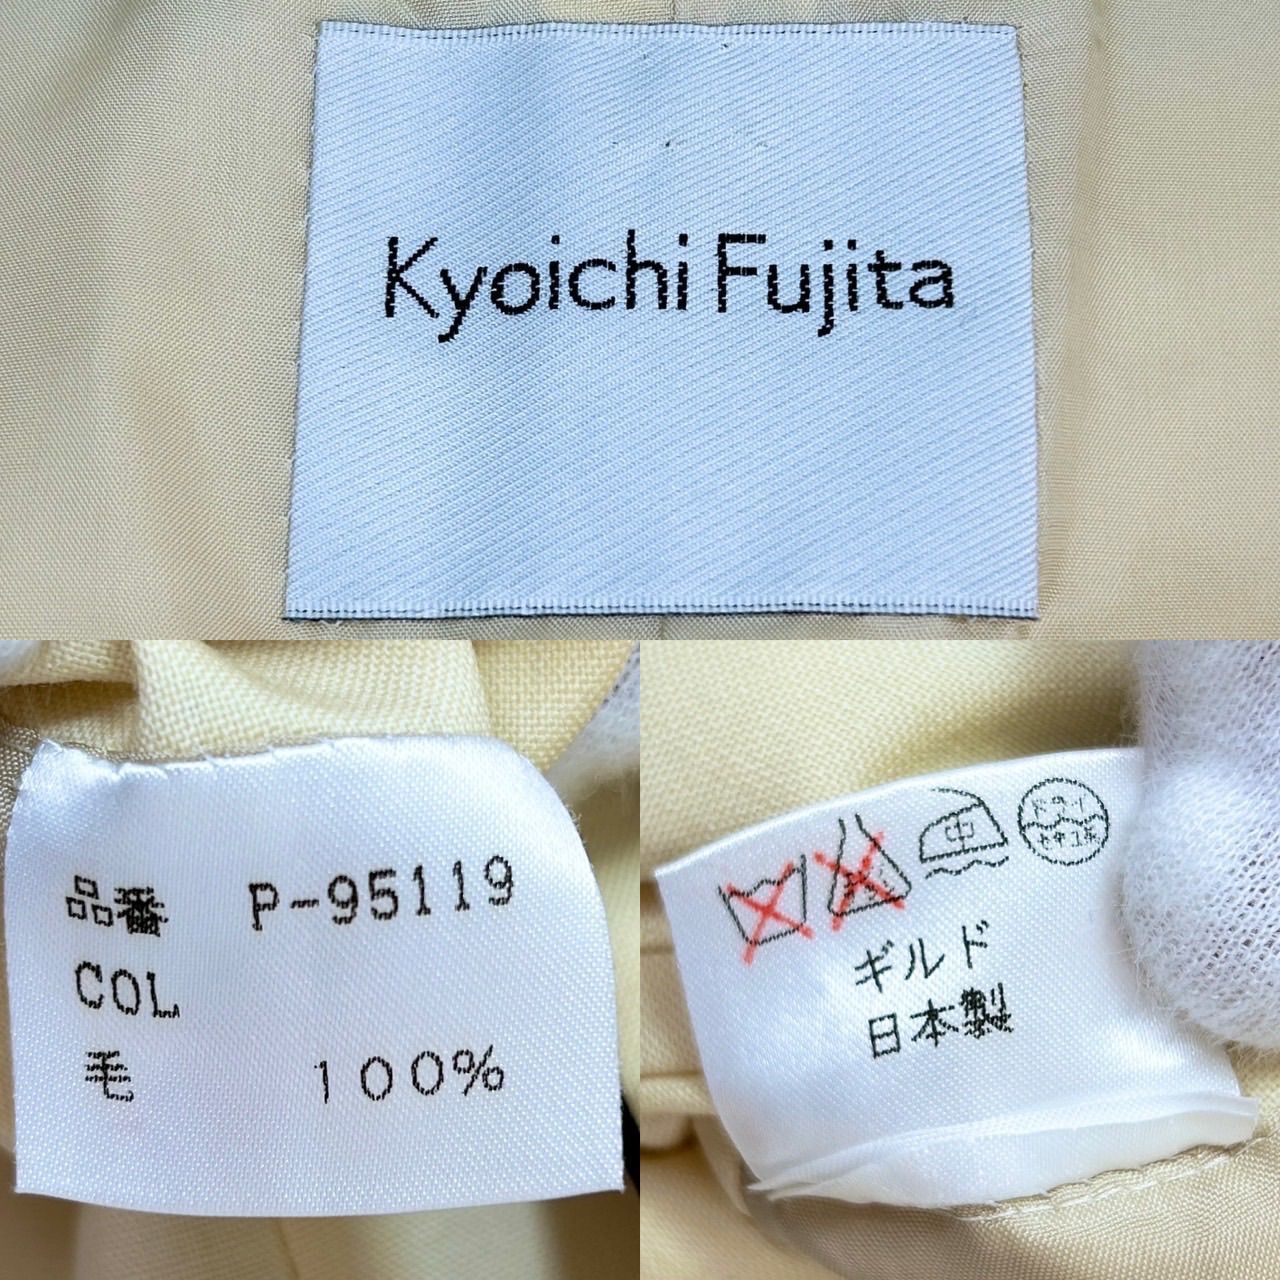 Kyoichi Fujita
品番 P-95119
COL
毛 100%
中
ドライ
セキユ系
ギルド
日本製